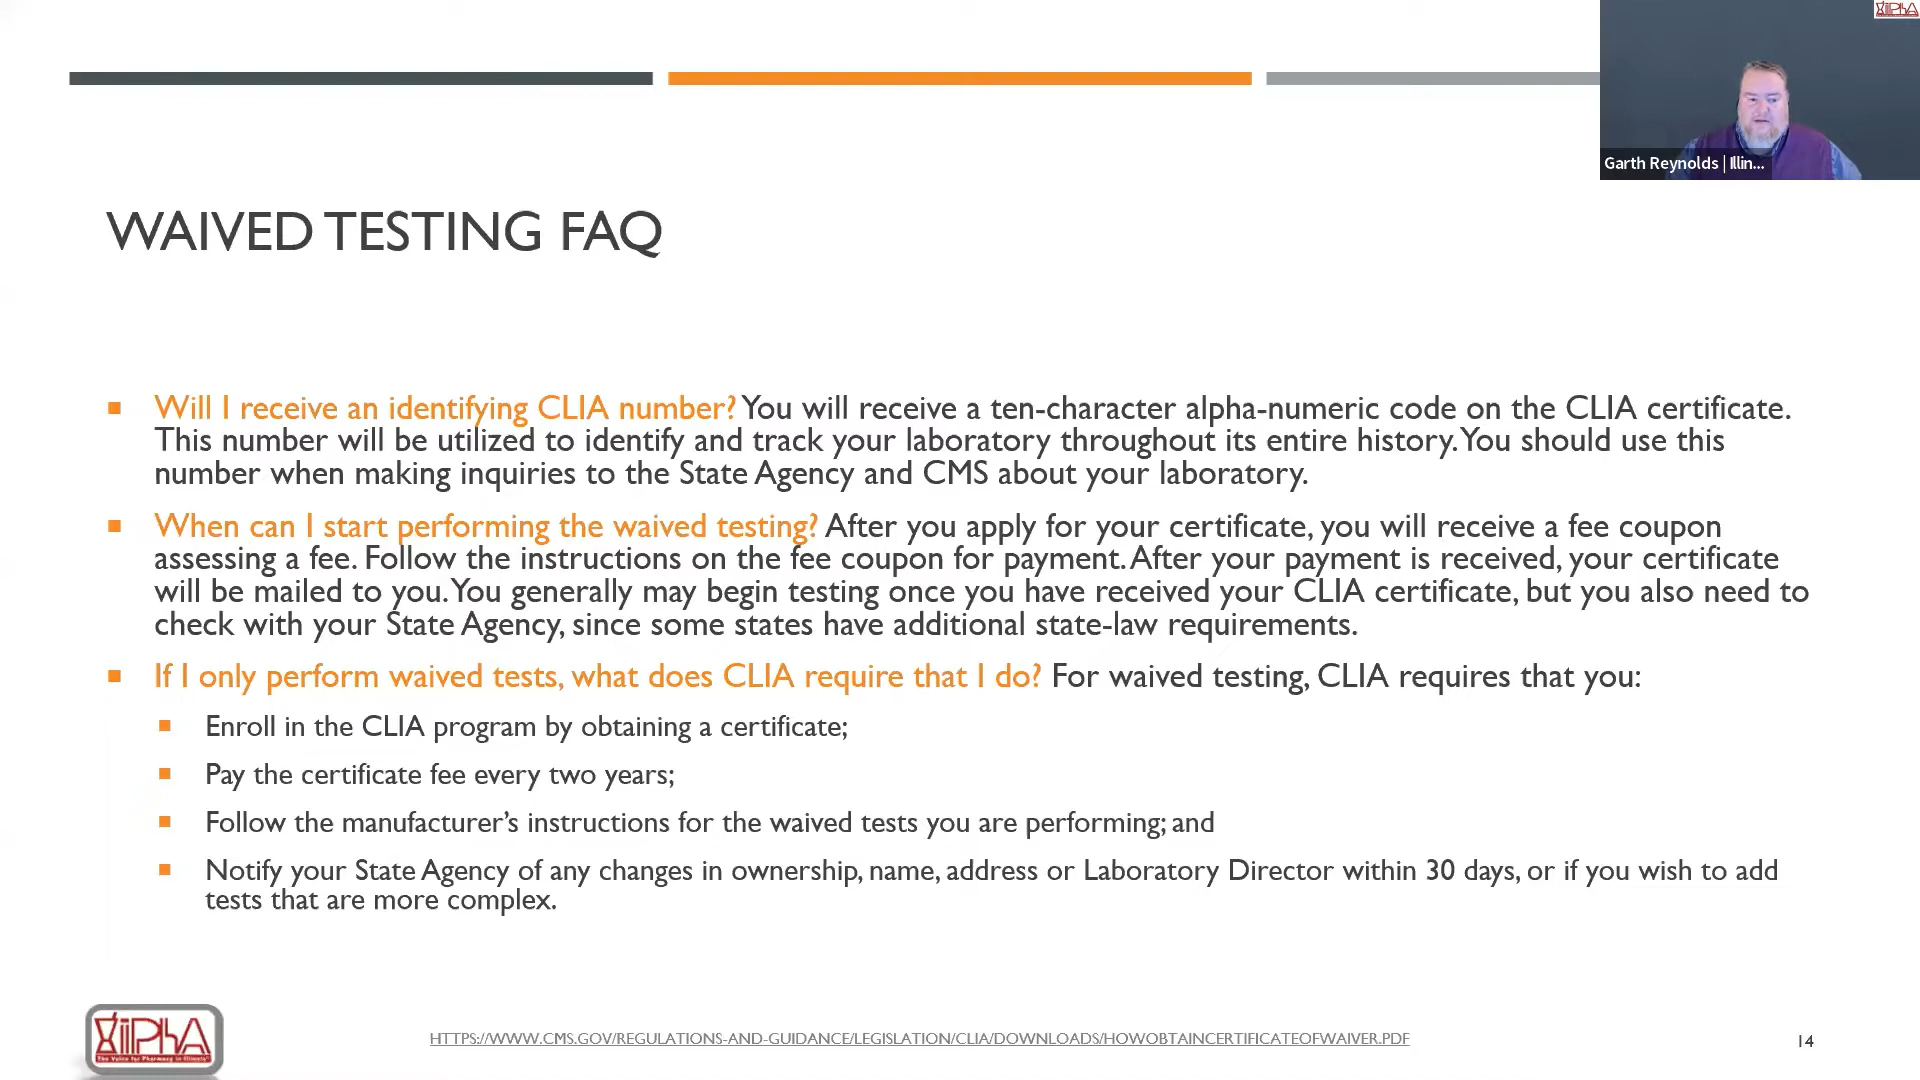 IIPhA
Garth Reynolds | Illin...
WAIVED TESTING FAQ
Will I receive an identifying CLIA number? You will receive a ten-character alpha-numeric code on the CLIA certificate.
This number will be utilized to identify and track your laboratory throughout its entire history. You should use this
number when making inquiries to the State Agency and CMS about your laboratory.
When can I start performing the waived testing? After you apply for your certificate, you will receive a fee coupon
assessing a fee. Follow the instructions on the fee coupon for payment. After your payment is received, your certificate
will be mailed to you. You generally may begin testing once you have received your CLIA certificate, but you also need to
check with your State Agency, since some states have additional state-law requirements.
If I only perform waived tests, what does CLIA require that I do? For waived testing, CLIA requires that you:
Enroll in the CLIA program by obtaining a certificate;
Pay the certificate fee every two years;
Follow the manufacturer's instructions for the waived tests you are performing; and
Notify your State Agency of any changes in ownership, name, address or Laboratory Director within 30 days, or if you wish to add
tests that are more complex.
IIPhA
The Voice for Pharmacy in Illinois
HTTPS://WWW.CMS.GOV/REGULATIONS-AND-GUIDANCE/LEGISLATION/CLIA/DOWNLOADS/HOWOBTAINCERTIFICATEOFWAIVER.PDF
14